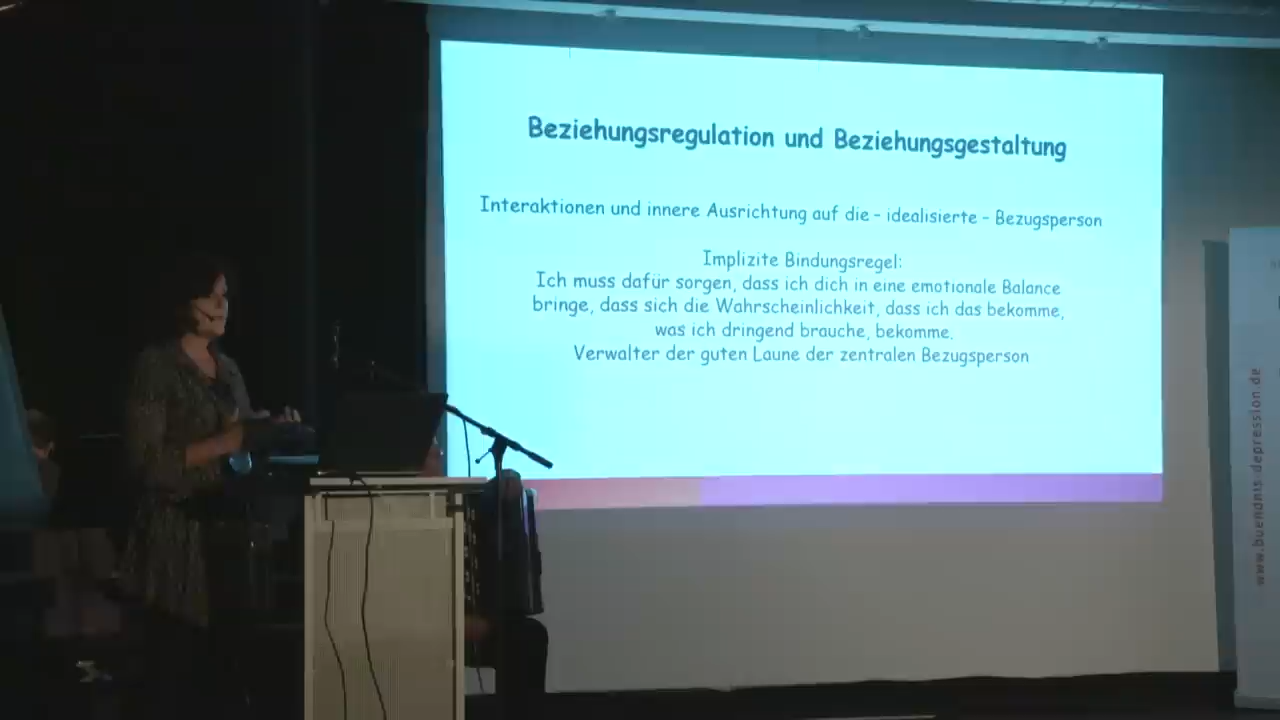 Beziehungsregulation und Beziehungsgestaltung
Interaktionen und innere Ausrichtung auf die - idealisierte - Bezugsperson
Implizite Bindungsregel:
Ich muss dafür sorgen, dass ich dich in eine emotionale Balance
bringe, dass sich die Wahrscheinlichkeit, dass ich das bekomme,
was ich dringend brauche, bekomme.
Verwalter der guten Laune der zentralen Bezugsperson
www.buendnis-depression.de